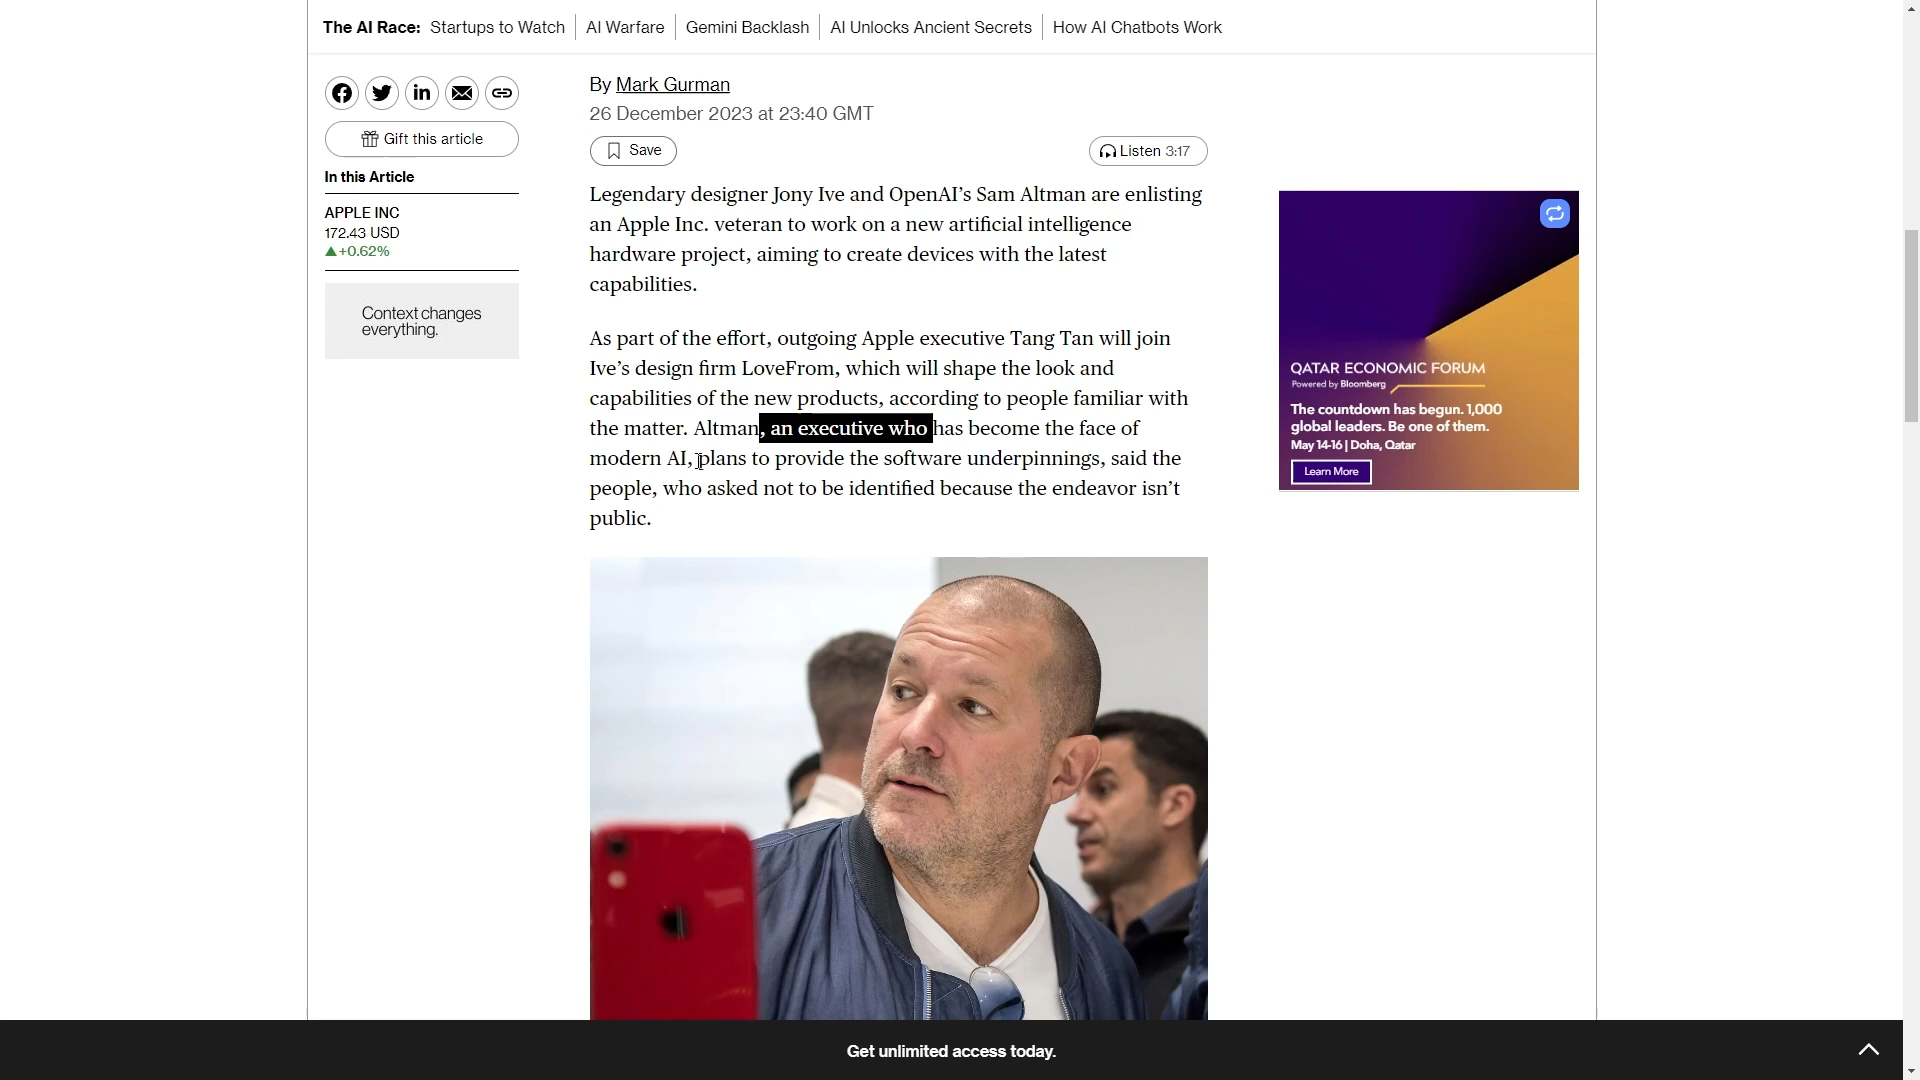 The AI Race: Startups to Watch AI Warfare Gemini Backlash AI Unlocks Ancient Secrets How AI Chatbots Work
Gift this article
In this Article
APPLE INC
172.43 USD
+0.62%
Context changes
everything.
By Mark Gurman
26 December 2023 at 23:40 GMT
Save
Listen 3:17
Legendary designer Jony Ive and OpenAI’s Sam Altman are enlisting
an Apple Inc. veteran to work on a new artificial intelligence
hardware project, aiming to create devices with the latest
capabilities.
As part of the effort, outgoing Apple executive Tang Tan will join
Ive’s design firm LoveFrom, which will shape the look and
capabilities of the new products, according to people familiar with
the matter. Altman, an executive who has become the face of
modern AI, plans to provide the software underpinnings, said the
people, who asked not to be identified because the endeavor isn’t
public.
QATAR ECONOMIC FORUM
Powered by Bloomberg
The countdown has begun. 1,000
global leaders. Be one of them.
May 14-16 | Doha, Qatar
Learn More
Get unlimited access today.